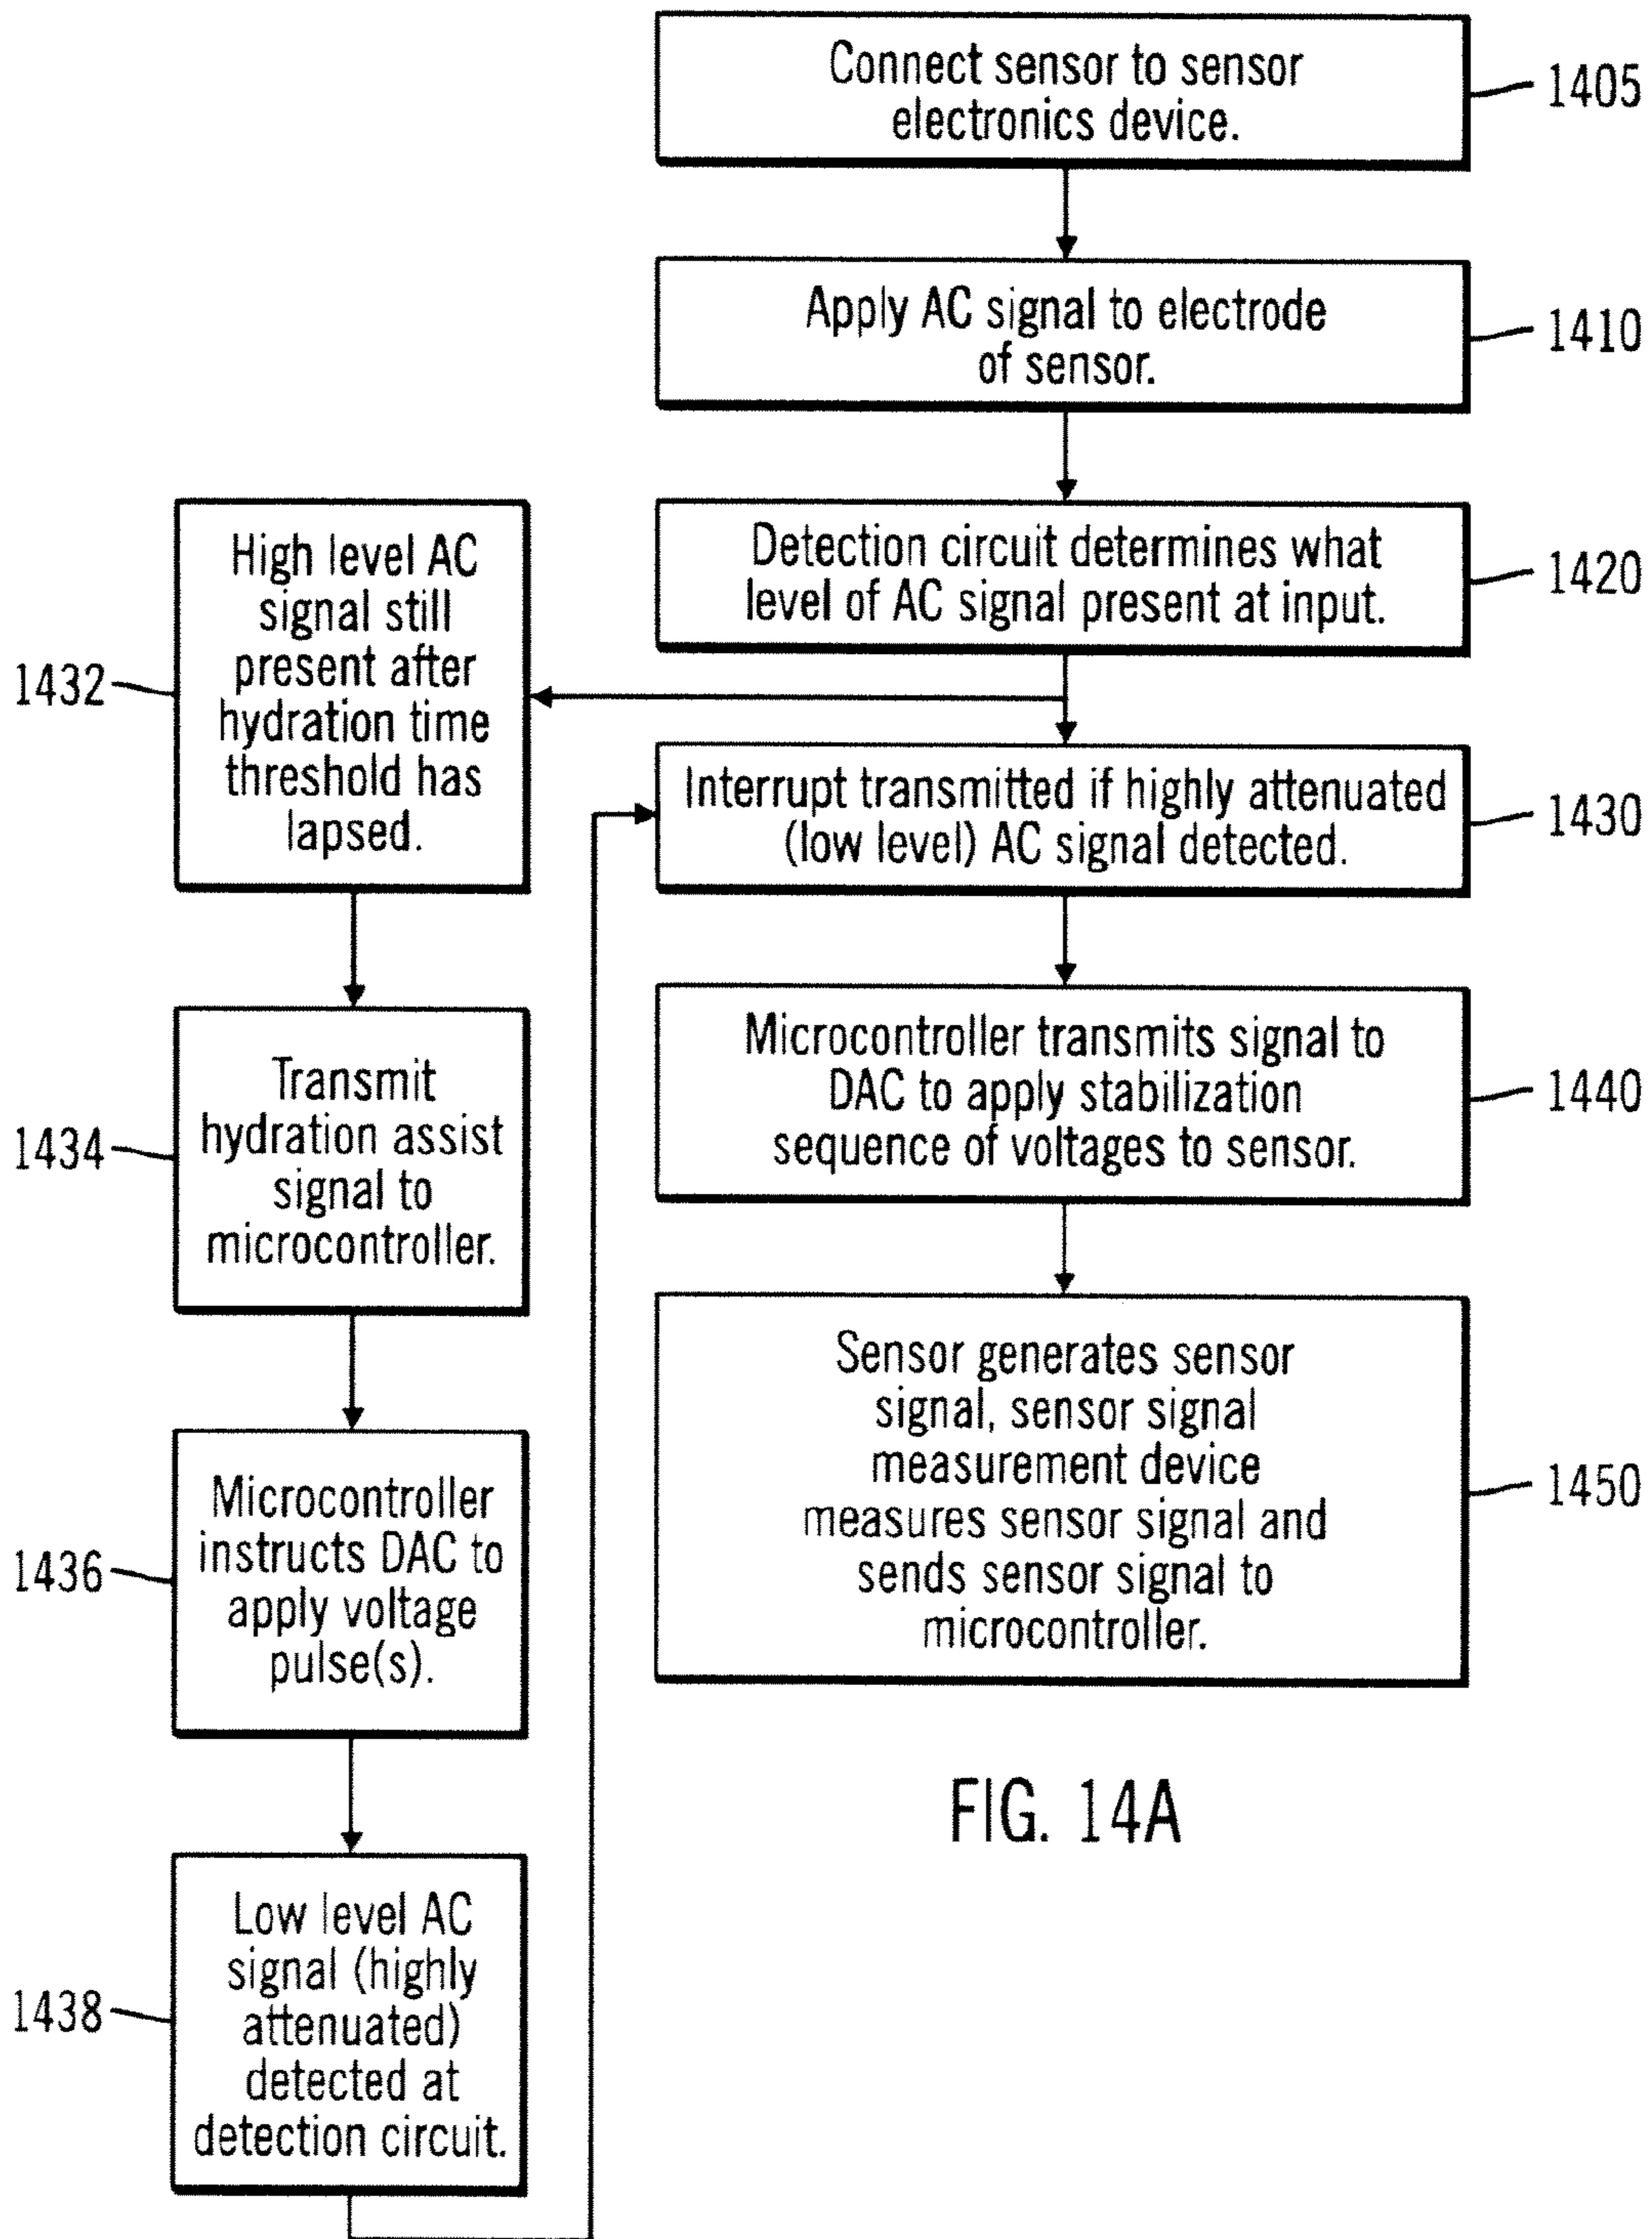 Connect sensor to sensor
electronics device.
1405
Apply AC signal to electrode
of sensor.
1410
Detection circuit determines what
level of AC signal present at input.
1420
High level AC
signal still
present after
hydration time
threshold has
lapsed.
1432
Interrupt transmitted if highly attenuated
(low level) AC signal detected.
1430
Transmit
hydration assist
signal to
microcontroller.
1434
Microcontroller transmits signal to
DAC to apply stabilization
sequence of voltages to sensor.
1440
Microcontroller
instructs DAC to
apply voltage
pulse(s).
1436
Sensor generates sensor
signal, sensor signal
measurement device
measures sensor signal and
sends sensor signal to
microcontroller.
1450
Low level AC
signal (highly
attenuated)
detected at
detection circuit.
1438
FIG. 14A